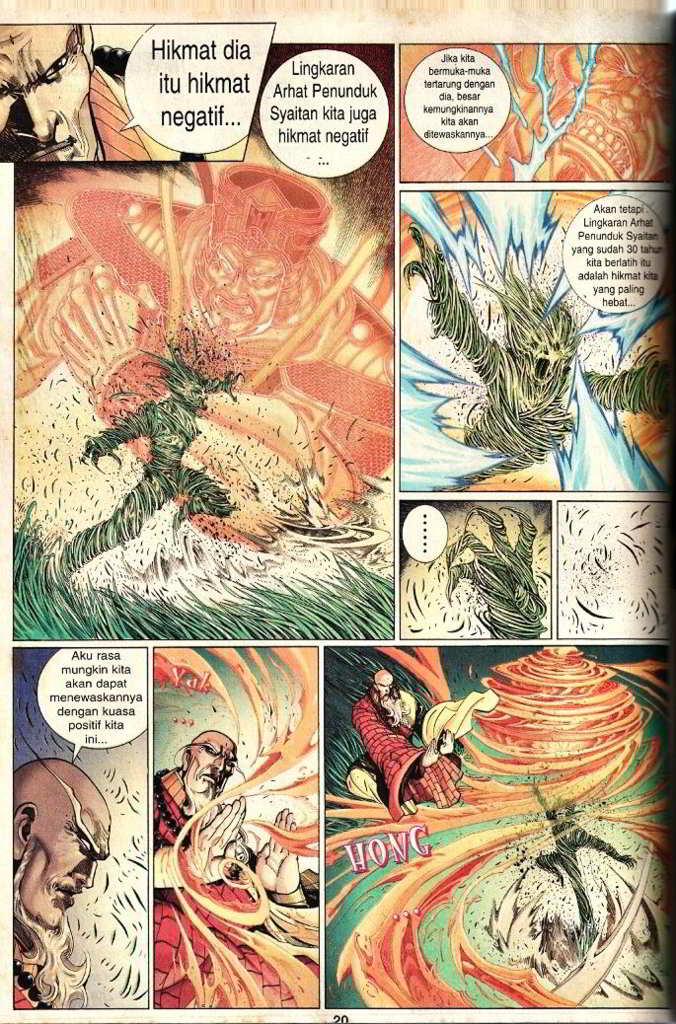 Hikmat dia
itu hikmat
negatif...
Lingkaran
Arhat Penunduk
Syaitan kita juga
hikmat negatif
...
Jika kita
bermuka-muka
tertarung dengan
dia, besar
kemungkinannya
kita akan
ditewaskannya...
Akan tetapi
Lingkaran Arhat
Penunduk Syaitan
yang sudah 30 tahun
kita berlatih itu
adalah hikmat kita
yang paling
hebat...
....
Aku rasa
mungkin kita
akan dapat
menewaskannya
dengan kuasa
positif kita
ini...
Yak
...
HONG
...
20